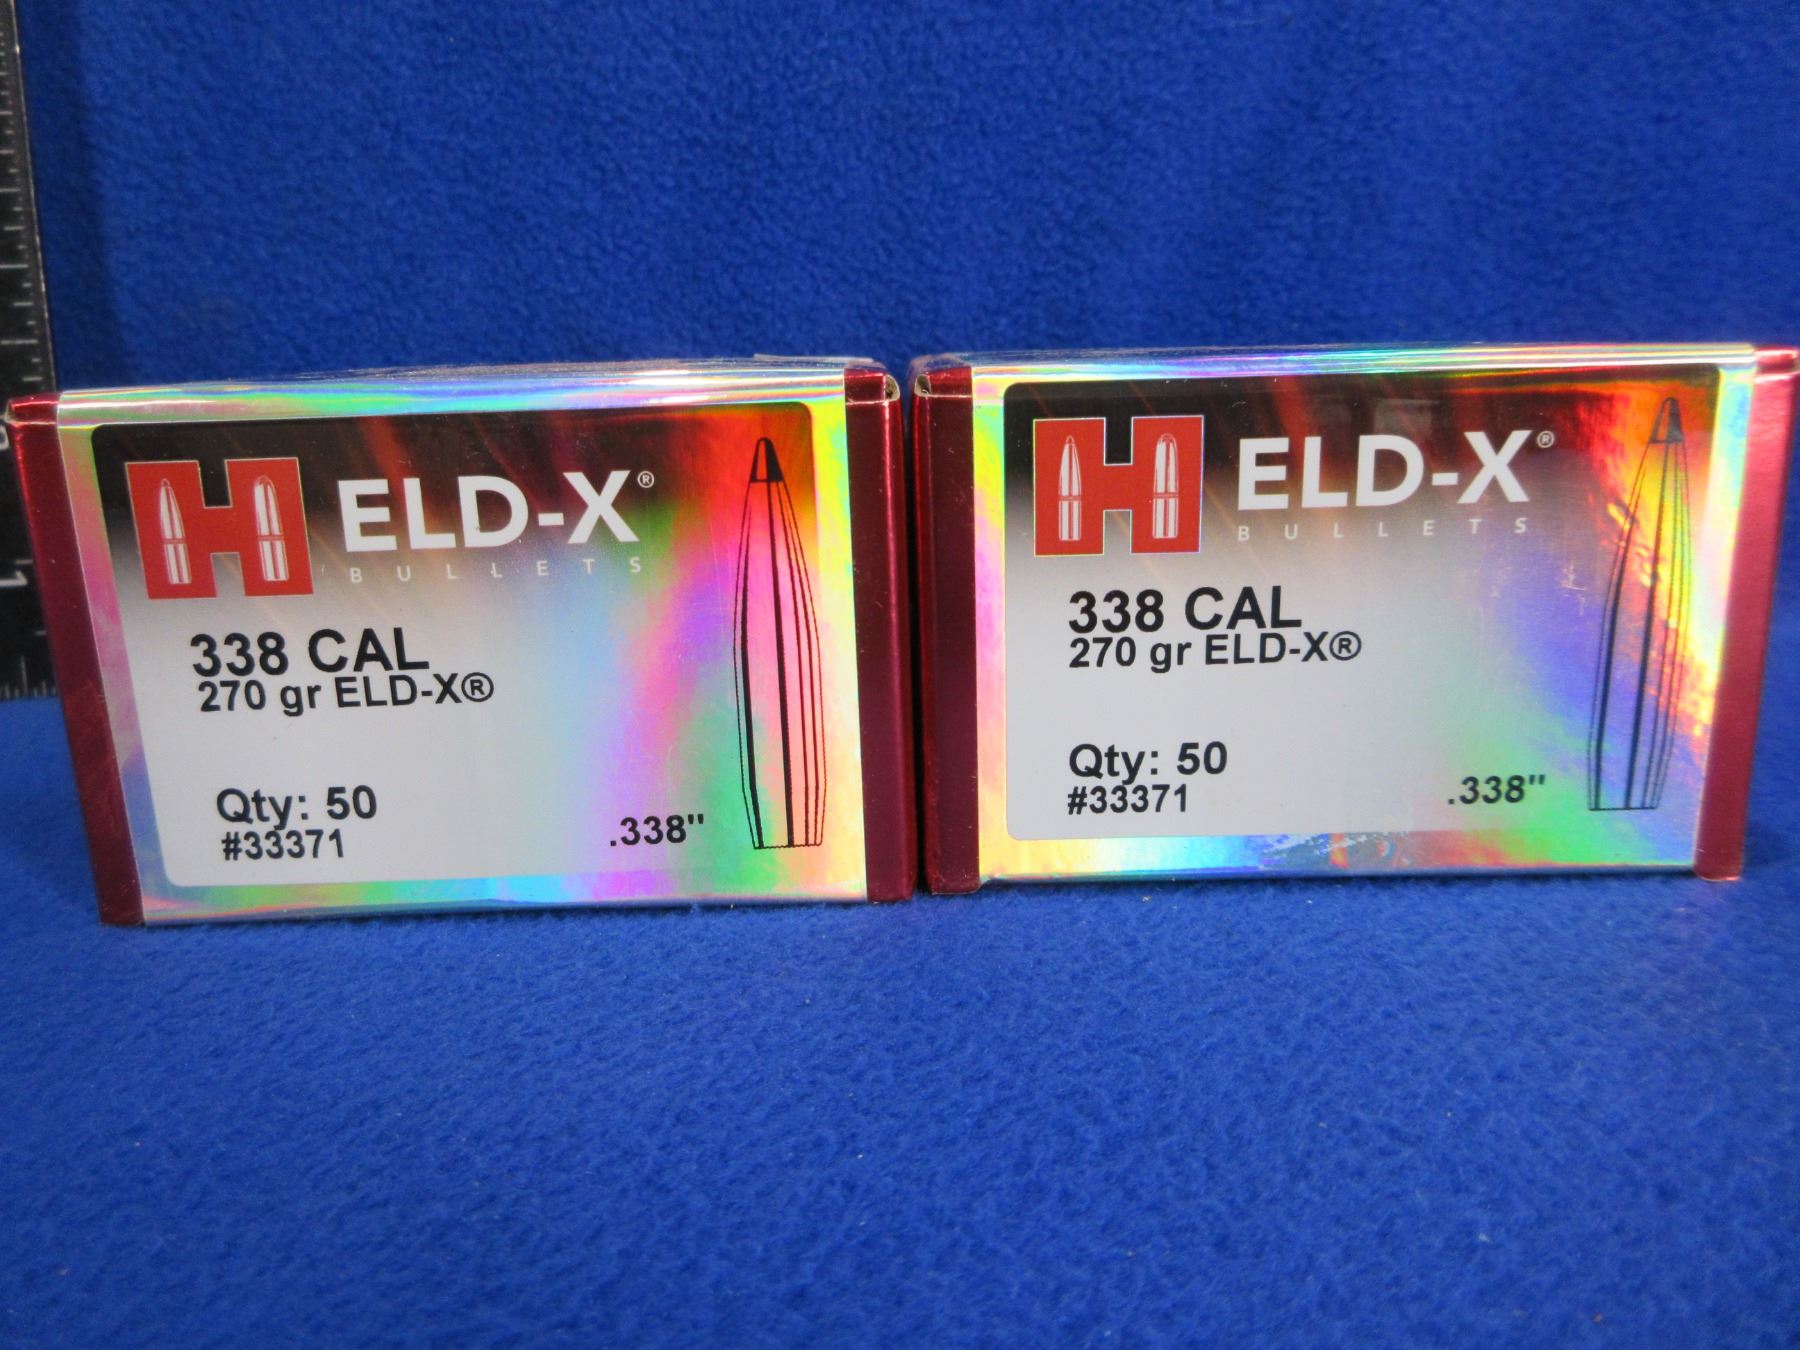 H ELD-X®
BULLETS
338 CAL
270 gr ELD-X®
Qty: 50
#33371
.338"
H ELD-X®
BULLETS
338 CAL
270 gr ELD-X®
Qty: 50
#33371
.338"